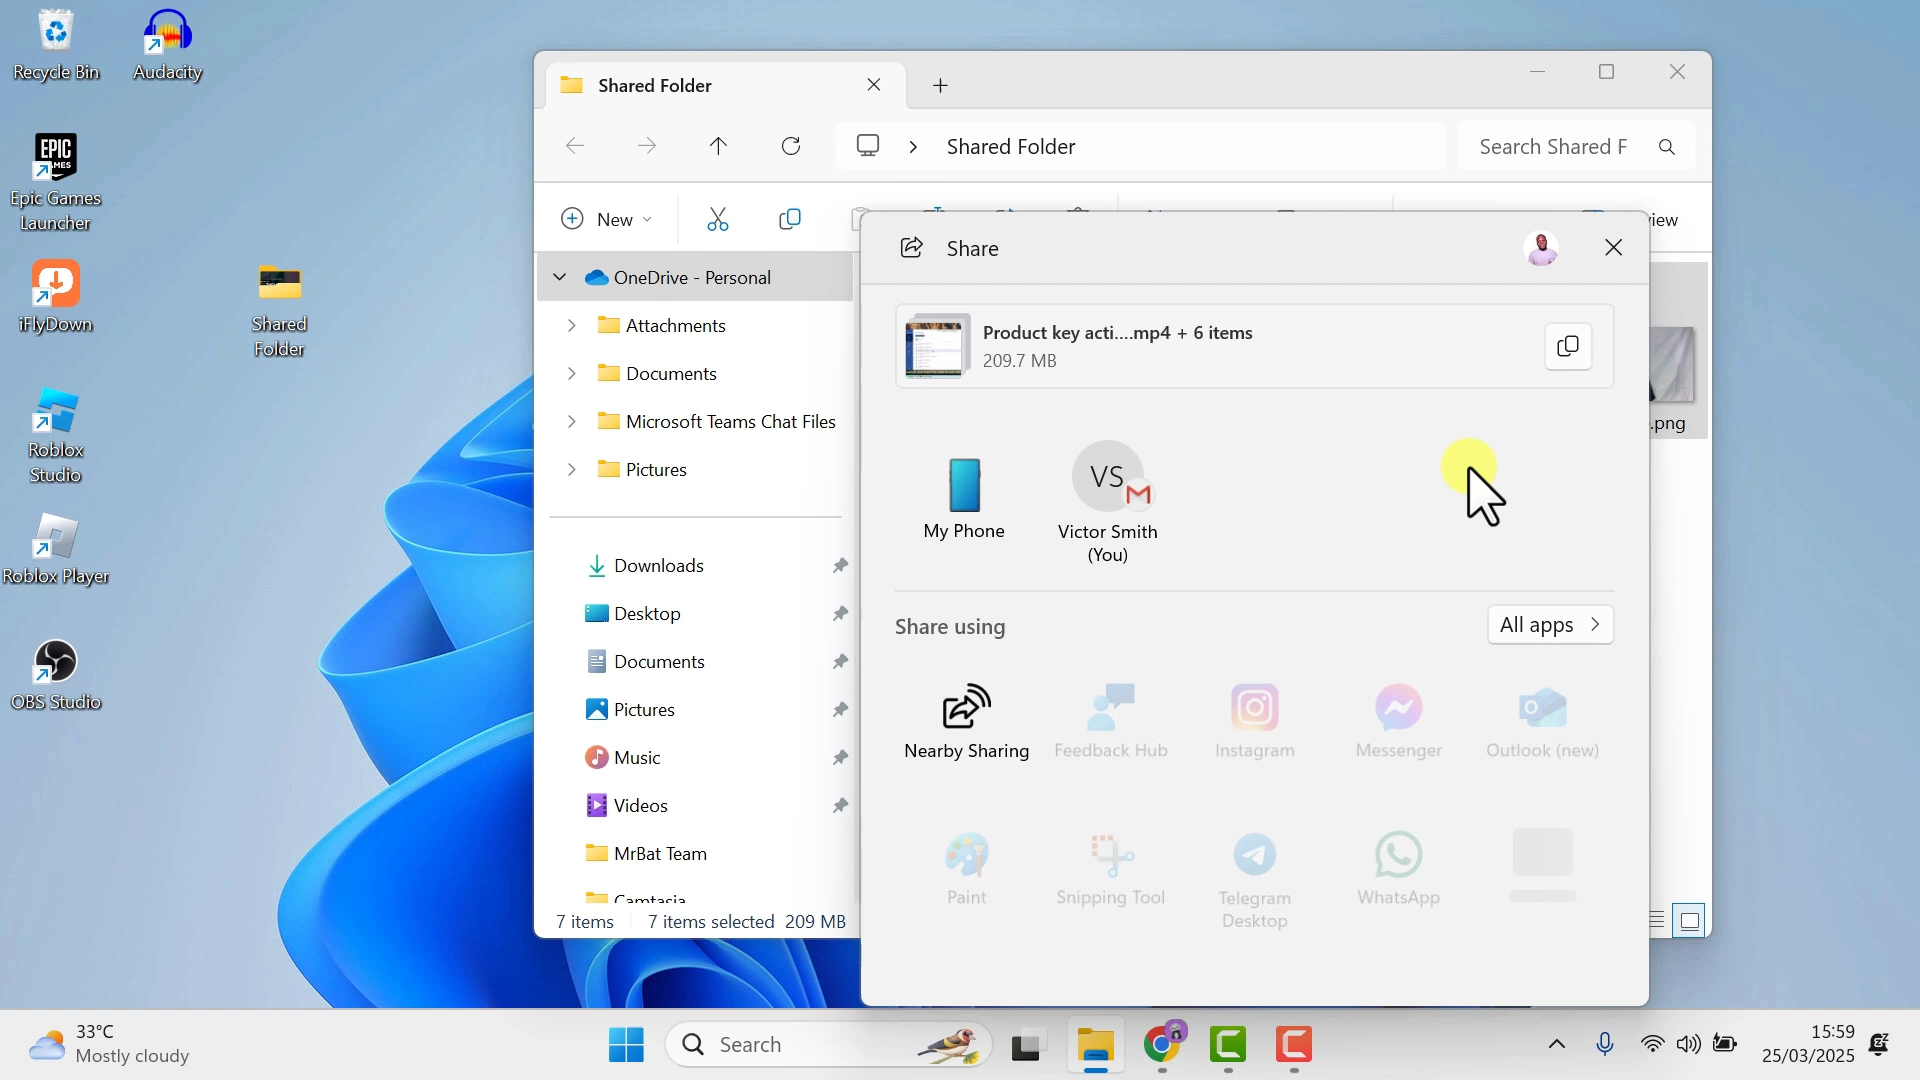 Recycle Bin
Audacity
EPIC
GAMES
Epic Games
Launcher
iFlyDown
Shared
Folder
Roblox
Studio
Roblox Player
OBS Studio
Shared Folder
Shared Folder
Search Shared F
New
iew
OneDrive - Personal
Attachments
Documents
Microsoft Teams Chat Files
Pictures
Downloads
Desktop
Documents
Pictures
Music
Videos
MrBat Team
Camtasia
7 items
7 items selected 209 MB
.png
Share
Product key acti....mp4 + 6 items
209.7 MB
VS
My Phone
Victor Smith
(You)
Share using
All apps
Nearby Sharing
Feedback Hub
Instagram
Messenger
Outlook (new)
Paint
Snipping Tool
Telegram
Desktop
WhatsApp
33°C
Mostly cloudy
Search
15:59
25/03/2025